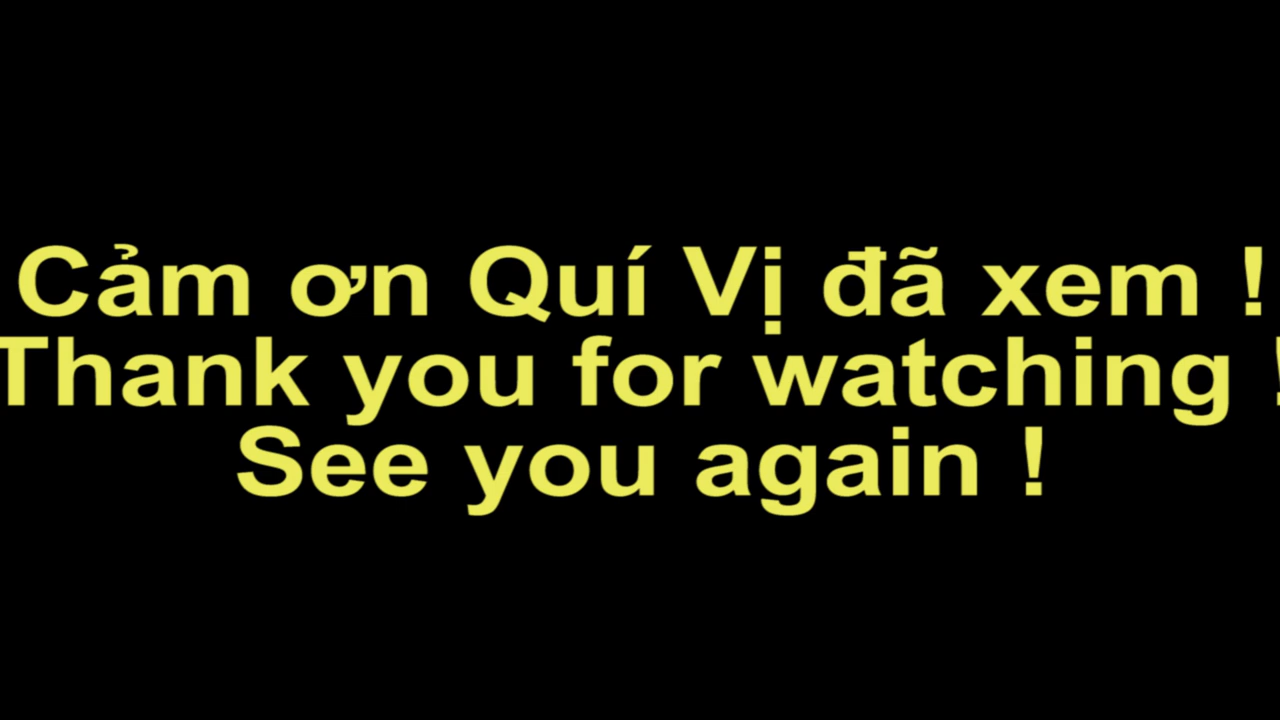 Cảm ơn Quí Vị đã xem !
Thank you for watching !
See you again !